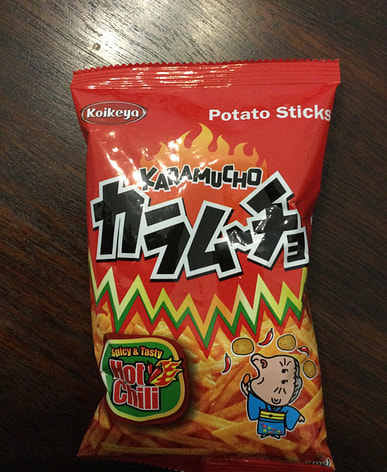 Koikeya
Potato Sticks
KARAMUCHO
カラムーチョ
Spicy & Tasty
Hot
Chili